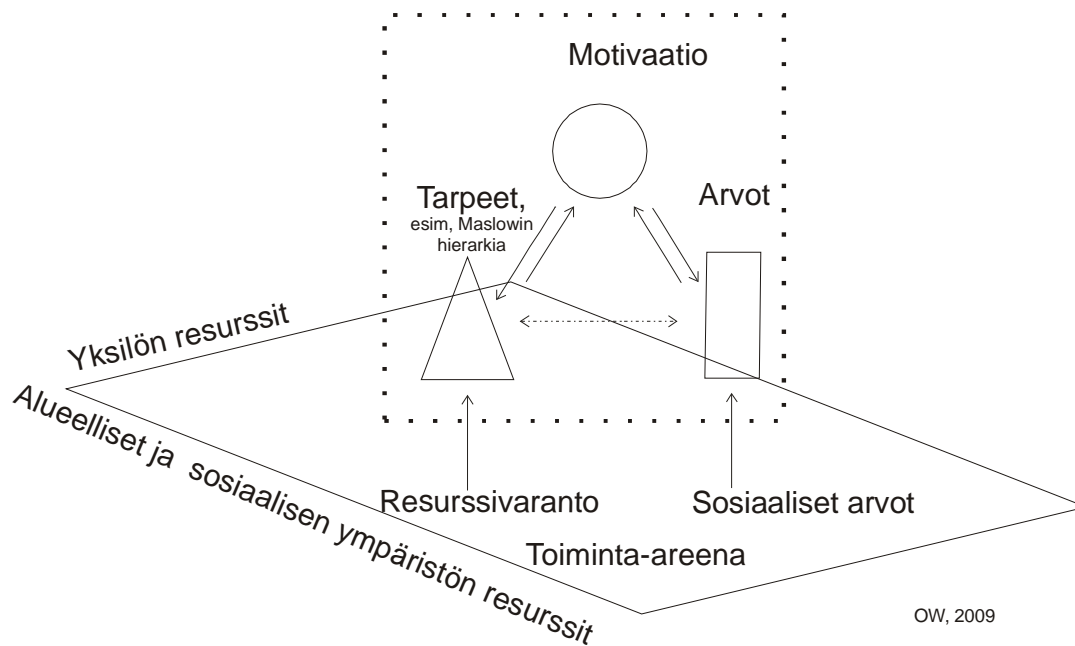 Motivaatio
Tarpeet,
esim, Maslowin
hierarkia
Arvot
Yksilön resurssit
Alueelliset ja sosiaalisen ympäristön resurssit
Resurssivaranto
Sosiaaliset arvot
Toiminta-areena
OW, 2009